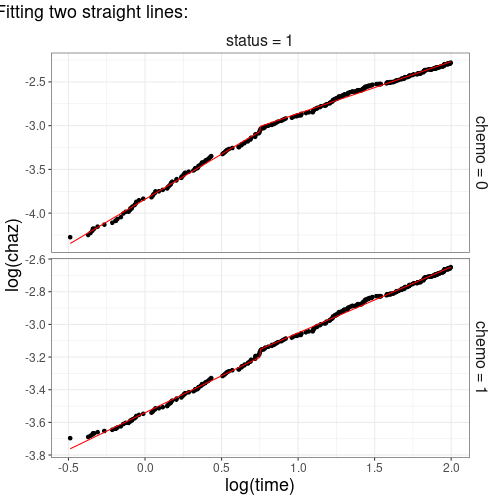 Fitting two straight lines:
status = 1
-2.5
-3.0
-3.5
-4.0
chemo = 0
-2.6
-2.8
-3.0
-3.2
-3.4
-3.6
-3.8
chemo = 1
log(chaz)
-0.5 0.0 0.5 1.0 1.5 2.0
log(time)